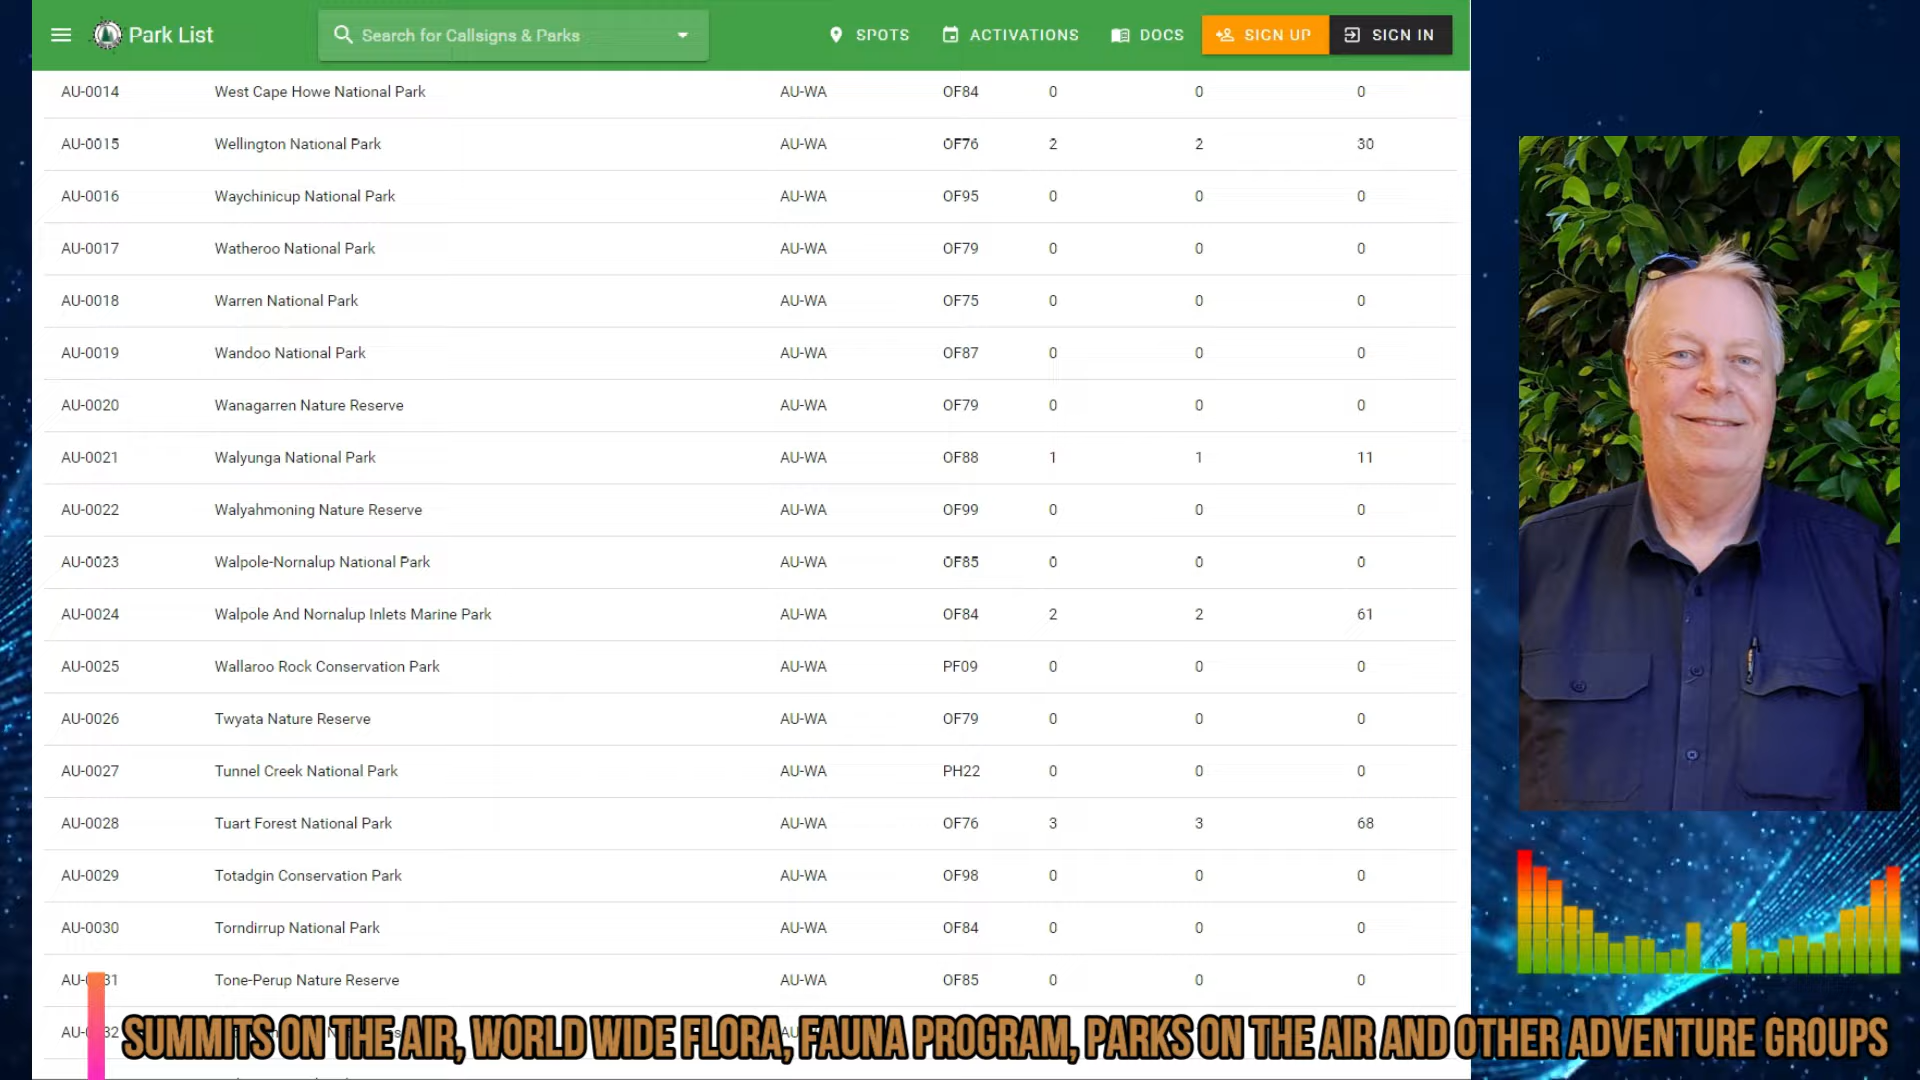 Park List Search for Callsigns & Parks SPOTS ACTIVATIONS DOCS SIGN UP SIGN IN
AU-0014 West Cape Howe National Park AU-WA OF84 0 0 0
AU-0015 Wellington National Park AU-WA OF76 2 2 30
AU-0016 Waychinicup National Park AU-WA OF95 0 0 0
AU-0017 Watheroo National Park AU-WA OF79 0 0 0
AU-0018 Warren National Park AU-WA OF75 0 0 0
AU-0019 Wandoo National Park AU-WA OF87 0 0 0
AU-0020 Wanagarren Nature Reserve AU-WA OF79 0 0 0
AU-0021 Walyunga National Park AU-WA OF88 1 1 11
AU-0022 Walyahmoning Nature Reserve AU-WA OF99 0 0 0
AU-0023 Walpole-Nornalup National Park AU-WA OF85 0 0 0
AU-0024 Walpole And Nornalup Inlets Marine Park AU-WA OF84 2 2 61
AU-0025 Wallaroo Rock Conservation Park AU-WA PF09 0 0 0
AU-0026 Twyata Nature Reserve AU-WA OF79 0 0 0
AU-0027 Tunnel Creek National Park AU-WA PH22 0 0 0
AU-0028 Tuart Forest National Park AU-WA OF76 3 3 68
AU-0029 Totadgin Conservation Park AU-WA OF98 0 0 0
AU-0030 Torndirrup National Park AU-WA OF84 0 0 0
Tone-Perup Nature Reserve AU-WA OF85 0 0 0
SUMMITS ON THE AIR, WORLD WIDE FLORA, FAUNA PROGRAM, PARKS ON THE AIR AND OTHER ADVENTURE GROUPS